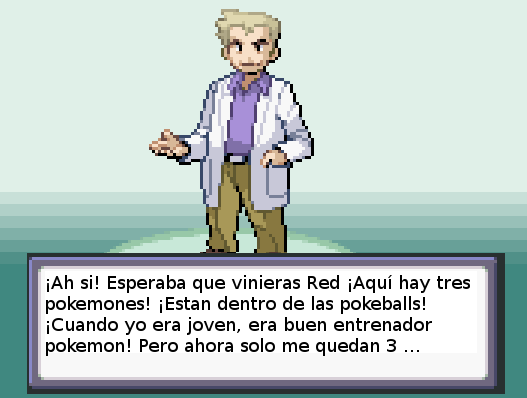 ¡Ah si! Esperaba que vinieras Red ¡Aquí hay tres
pokemones! ¡Estan dentro de las pokeballs!
¡Cuando yo era joven, era buen entrenador
pokemon! Pero ahora solo me quedan 3 ...